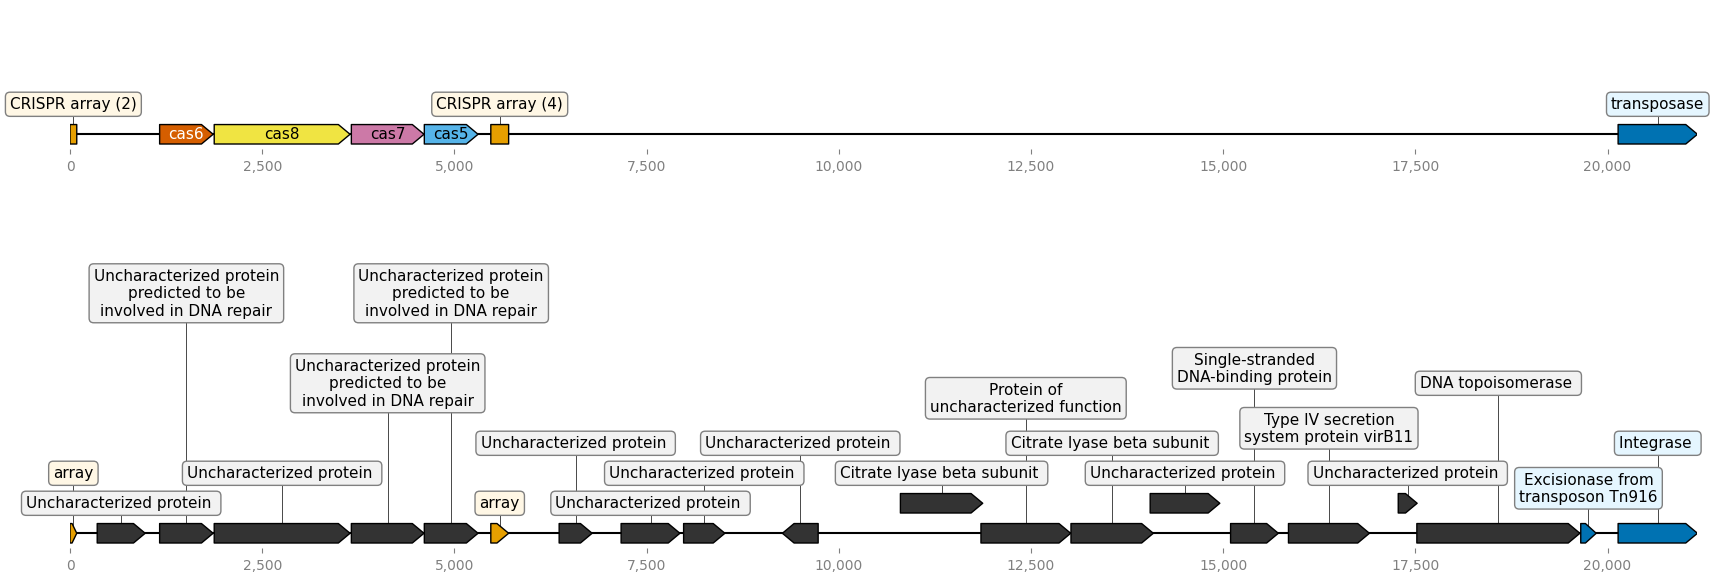 CRISPR array (2)
CRISPR array (4)
transposase
cas6
cas8
cas7
cas5
0
2,500
5,000
7,500
10,000
12,500
15,000
17,500
20,000
Uncharacterized protein
predicted to be
involved in DNA repair
Uncharacterized protein
predicted to be
involved in DNA repair
Uncharacterized protein
predicted to be
involved in DNA repair
Single-stranded
DNA-binding protein
Protein of
uncharacterized function
DNA topoisomerase
Type IV secretion
system protein virB11
Uncharacterized protein
Uncharacterized protein
Citrate lyase beta subunit
Integrase
array
Uncharacterized protein
Uncharacterized protein
Citrate lyase beta subunit
Uncharacterized protein
Uncharacterized protein
Excisionase from
transposon Tn916
Uncharacterized protein
array
Uncharacterized protein
0
2,500
5,000
7,500
10,000
12,500
15,000
17,500
20,000